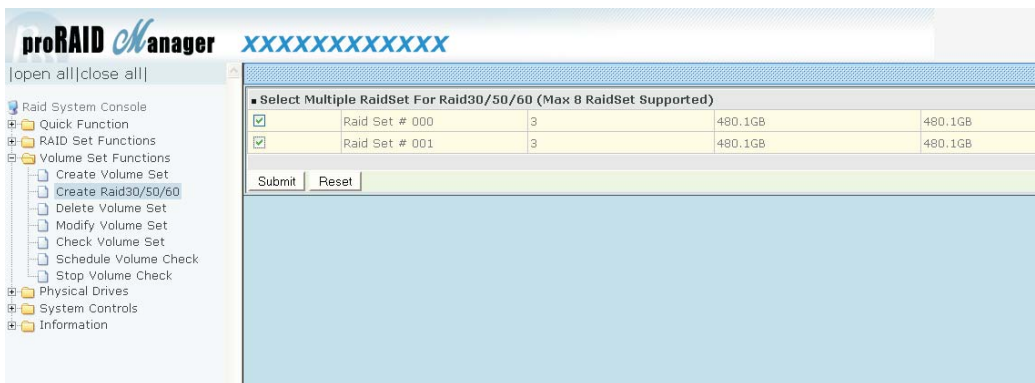 proRAID Manager XXXXXXXXXXXX
|open all|close all|
Raid System Console
Quick Function
RAID Set Functions
Volume Set Functions
Create Volume Set
Create Raid30/50/60
Delete Volume Set
Modify Volume Set
Check Volume Set
Schedule Volume Check
Stop Volume Check
Physical Drives
System Controls
Information
Select Multiple RaidSet For Raid30/50/60 (Max 8 RaidSet Supported)
Raid Set # 000 3 480.1GB 480.1GB
Raid Set # 001 3 480.1GB 480.1GB
Submit Reset